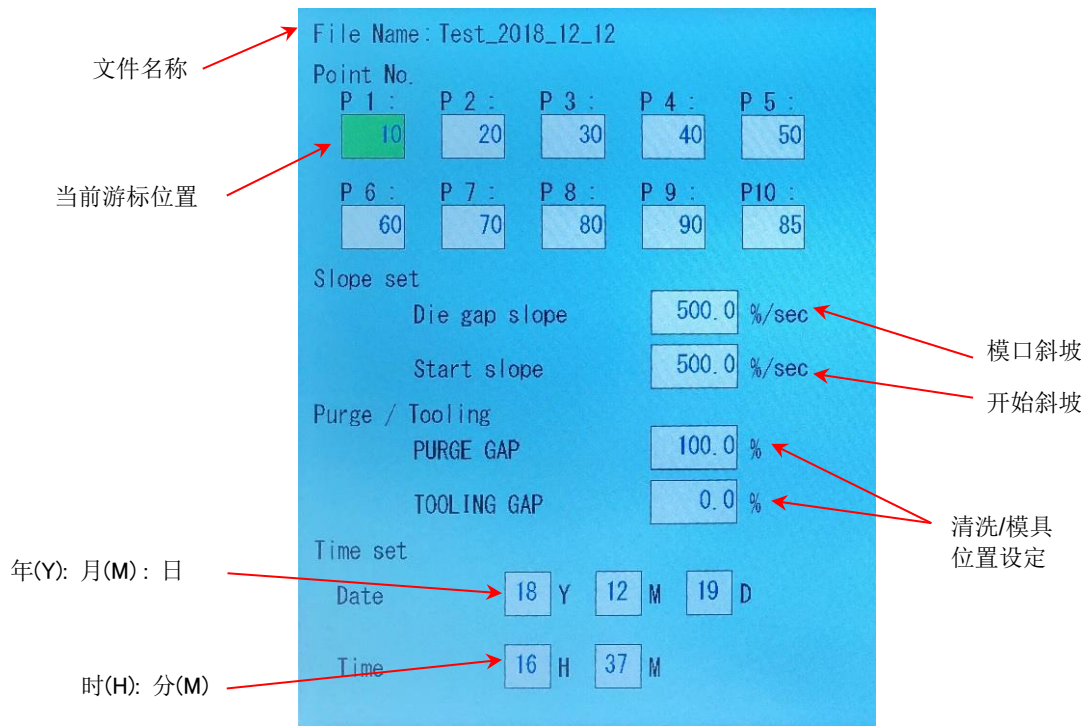 File Name:Test_2018_12_12
文件名称
Point No.
P 1 : P 2 : P 3 : P 4 : P 5 :
10 20 30 40 50
当前游标位置
P 6 : P 7 : P 8 : P 9 : P10 :
60 70 80 90 85
Slope set
Die gap slope 500.0 %/sec
模口斜坡
Start slope 500.0 %/sec
开始斜坡
Purge / Tooling
PURGE GAP 100.0 %
TOOLING GAP 0.0 %
清洗/模具
位置设定
Time set
年(Y): 月(M) : 日
Date 18 Y 12 M 19 D
Time 16 H 37 M
时(H): 分(M)